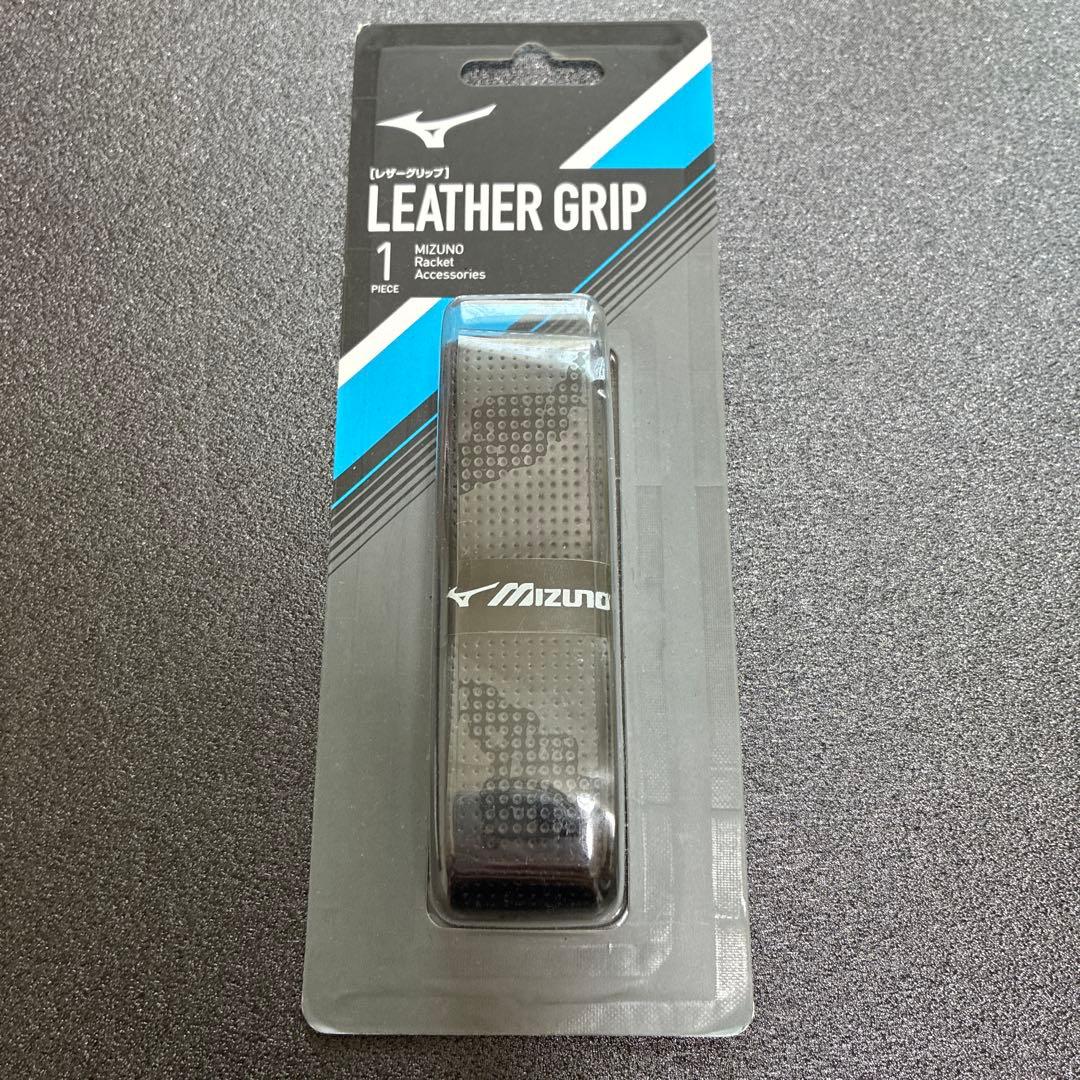 [レザーグリップ]
LEATHER GRIP
1
PIECE
MIZUNO
Racket
Accessories
MIZUNO